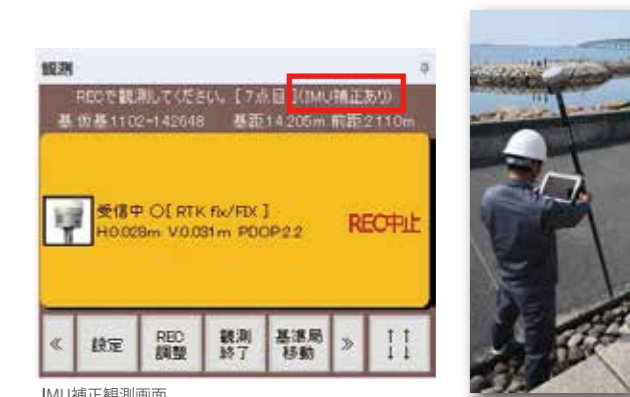 観測
RECで観測してください。[7点目](IMU補正あり)
基 仮基1102-142648 基距14.205m 前距2.110m
受信中 〇[ RTK fix/FIX ]
H0.028m V0.031m PDOP2.2
REC中止
≪ 設定 REC調整 観測終了 基準局移動 ≫ ↑↑↓↓
IMU補正観測画面